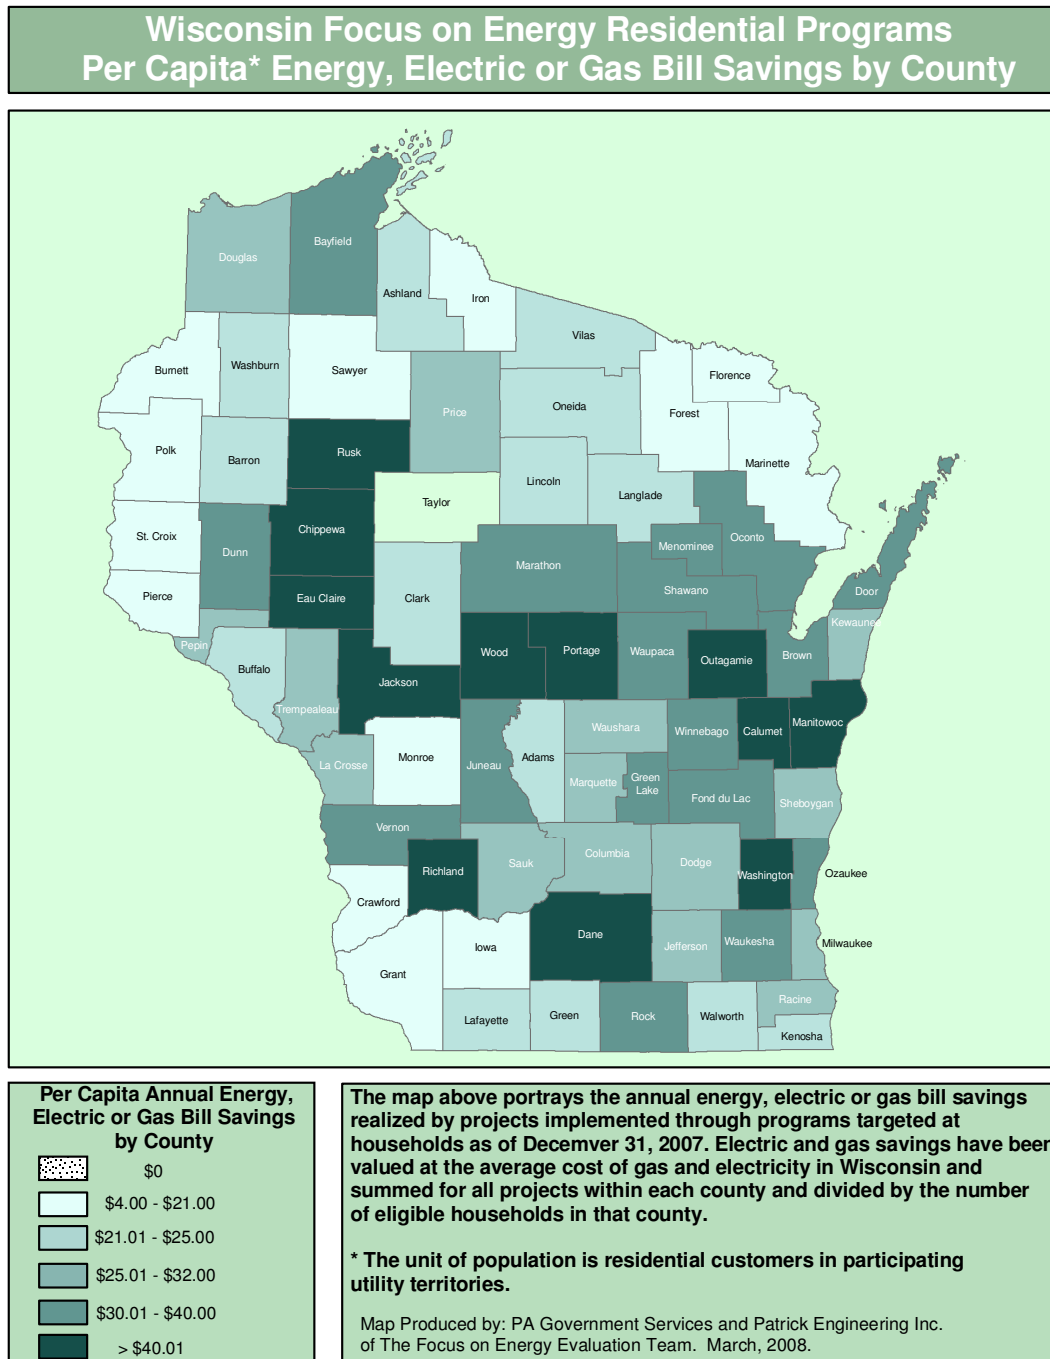 Wisconsin Focus on Energy Residential Programs
Per Capita* Energy, Electric or Gas Bill Savings by County
Bayfield
Douglas
Ashland
Iron
Vilas
Washburn
Burnett
Sawyer
Florence
Oneida
Price
Forest
Polk
Rusk
Barron
Marinette
Lincoln
Langlade
Taylor
Chippewa
St. Croix
Oconto
Menominee
Dunn
Marathon
Shawano
Door
Pierce
Eau Claire
Clark
Kewaune
Pepin
Wood
Portage
Waupaca
Brown
Outagamie
Buffalo
Jackson
Trempealeau
Manitowoc
Waushara
Winnebago
Calumet
Monroe
Adams
La Crosse
Juneau
Green
Lake
Marquette
Fond du Lac
Sheboygan
Vernon
Columbia
Sauk
Dodge
Richland
Washington
Ozaukee
Crawford
Dane
Waukesha
Milwaukee
Iowa
Jefferson
Grant
Racine
Green
Rock
Walworth
Lafayette
Kenosha
Per Capita Annual Energy,
Electric or Gas Bill Savings
by County
$0
$4.00 - $21.00
$21.01 - $25.00
$25.01 - $32.00
$30.01 - $40.00
> $40.01
The map above portrays the annual energy, electric or gas bill savings
realized by projects implemented through programs targeted at
households as of Decemver 31, 2007. Electric and gas savings have been
valued at the average cost of gas and electricity in Wisconsin and
summed for all projects within each county and divided by the number
of eligible households in that county.
* The unit of population is residential customers in participating
utility territories.
Map Produced by: PA Government Services and Patrick Engineering Inc.
of The Focus on Energy Evaluation Team. March, 2008.